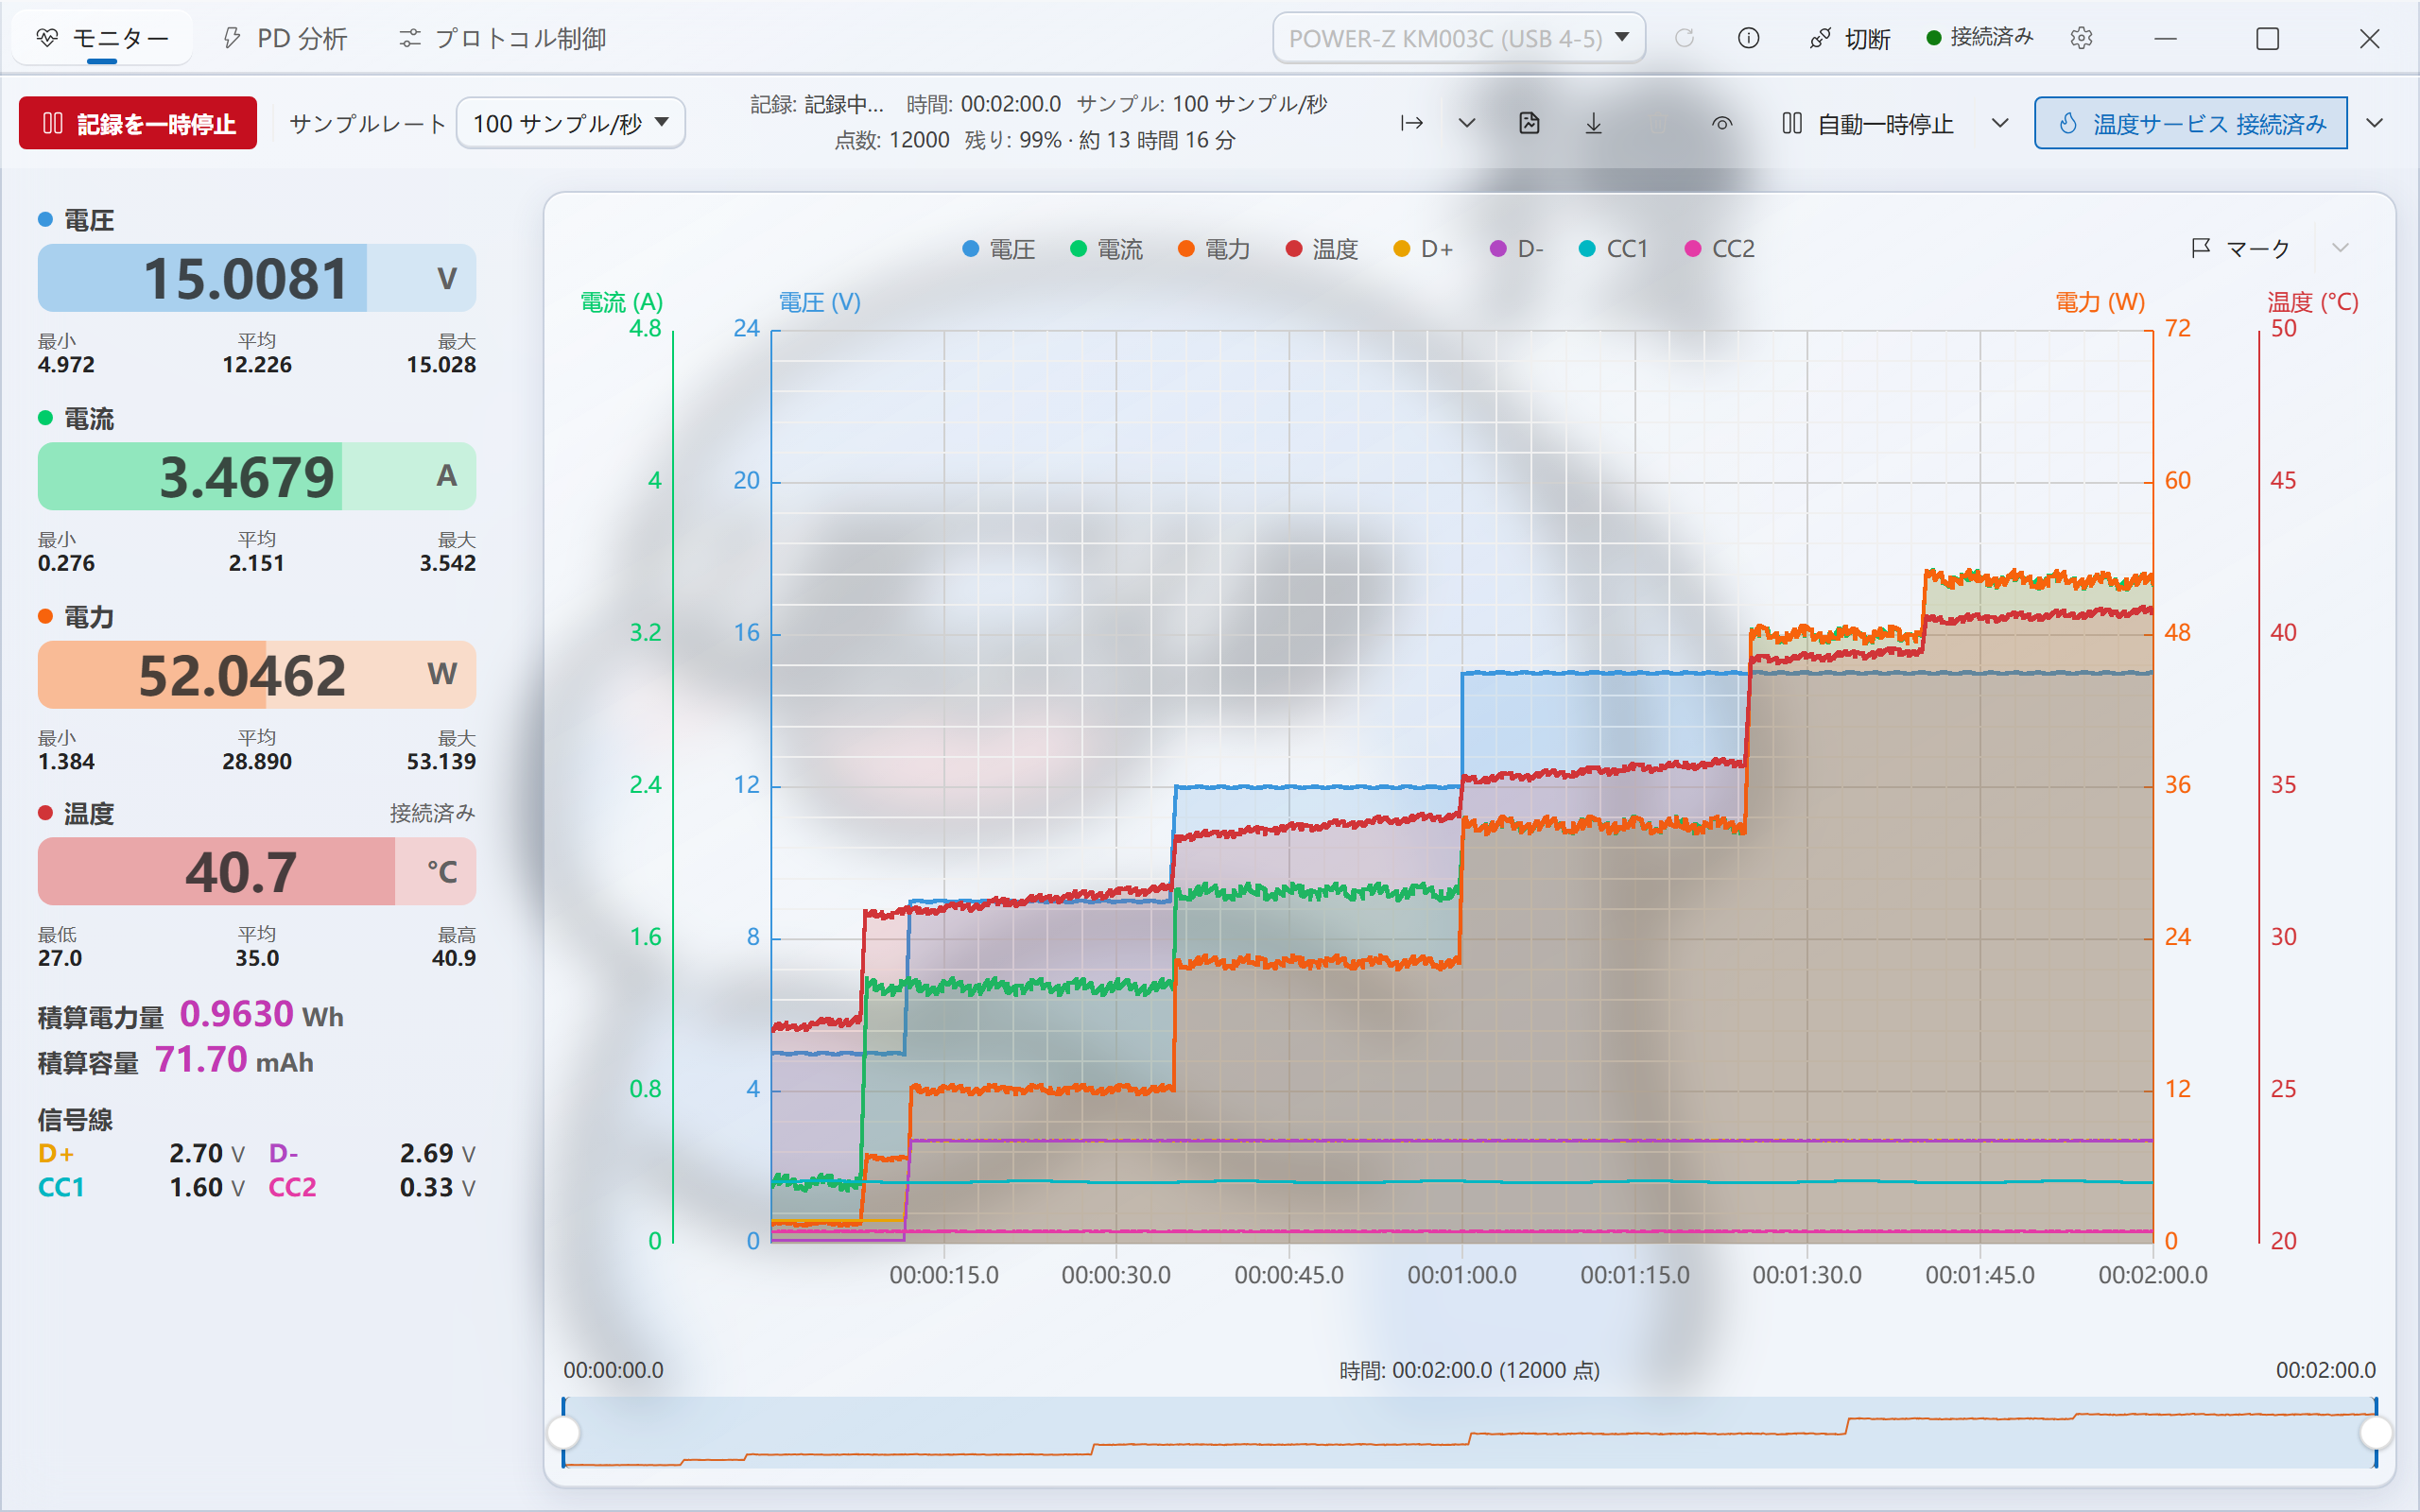 モニター PD 分析 プロトコル制御 POWER-Z KM003C (USB 4-5) 切断 接続済み
記録を一時停止 サンプルレート 100 サンプル/秒 自動一時停止 温度サービス 接続済み
記録: 記録中... 時間: 00:02:00.0 サンプル: 100 サンプル/秒
点数: 12000 残り: 99% · 約 13 時間 16 分
電圧
15.0081 V
最小 平均 最大
4.972 12.226 15.028
電流
3.4679 A
最小 平均 最大
0.276 2.151 3.542
電力
52.0462 W
最小 平均 最大
1.384 28.890 53.139
温度 接続済み
40.7 °C
最低 平均 最高
27.0 35.0 40.9
積算電力量 0.9630 Wh
積算容量 71.70 mAh
信号線
D+ 2.70 V D- 2.69 V
CC1 1.60 V CC2 0.33 V
電圧 電流 電力 温度 D+ D- CC1 CC2 マーク
電流 (A) 電圧 (V) 電力 (W) 温度 (°C)
4.8 24 72 50
4 20 60 45
3.2 16 48 40
2.4 12 36 35
1.6 8 24 30
0.8 4 12 25
0 0 0 20
00:00:15.0 00:00:30.0 00:00:45.0 00:01:00.0 00:01:15.0 00:01:30.0 00:01:45.0 00:02:00.0
00:00:00.0 時間: 00:02:00.0 (12000 点) 00:02:00.0